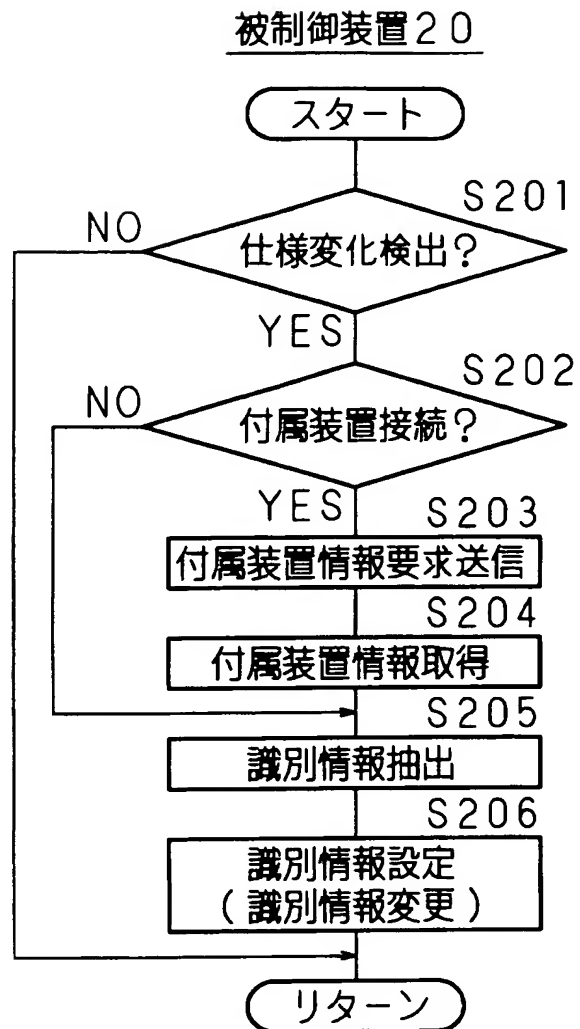 被制御装置20
スタート
S201
NO
仕様変化検出?
YES
S202
NO
付属装置接続?
YES
S203
付属装置情報要求送信
S204
付属装置情報取得
S205
識別情報抽出
S206
識別情報設定
(識別情報変更)
リターン